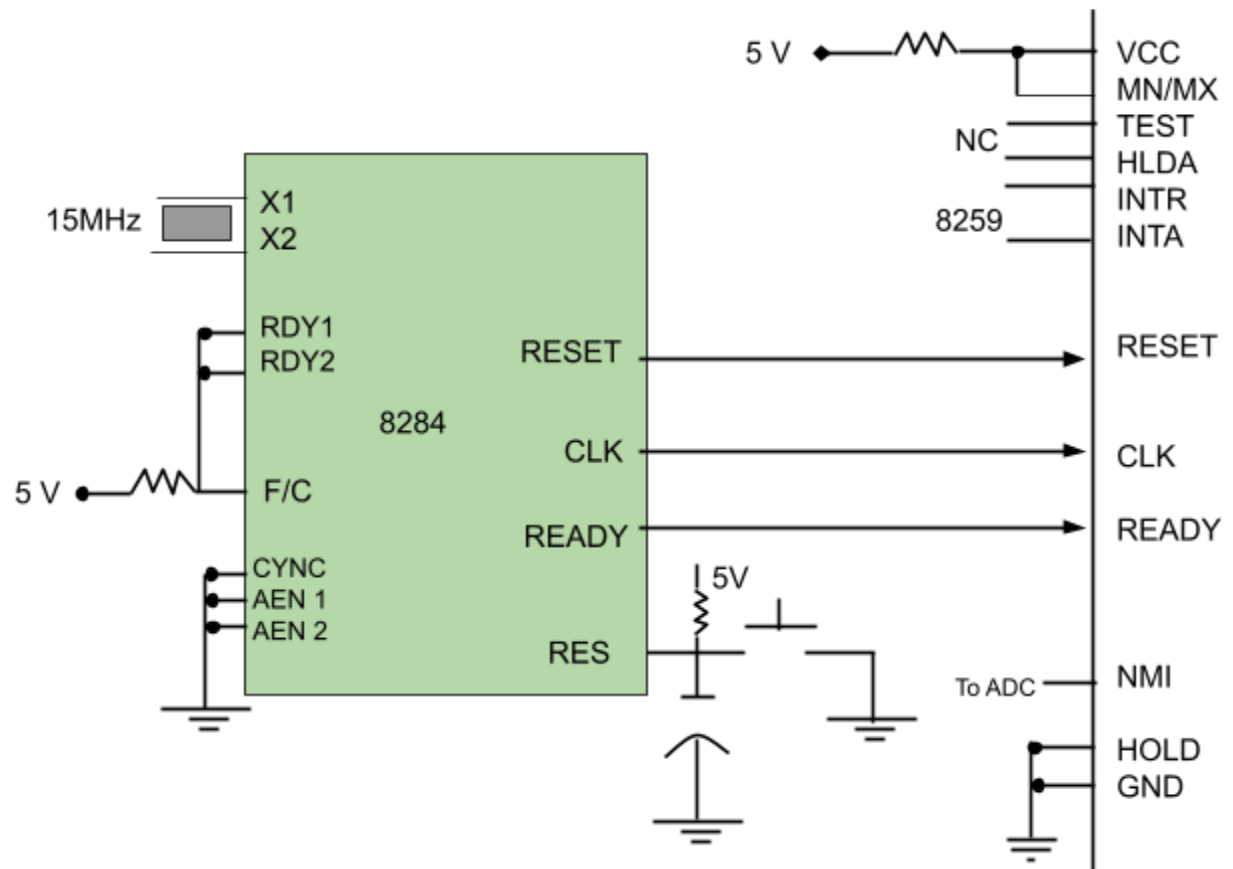 5 V
VCC
MN/MX
TEST
NC
HLDA
INTR
8259
INTA
15MHz
X1
X2
RDY1
RDY2
RESET
RESET
8284
CLK
CLK
5 V
F/C
READY
READY
CYNC
AEN 1
AEN 2
5V
RES
To ADC
NMI
HOLD
GND